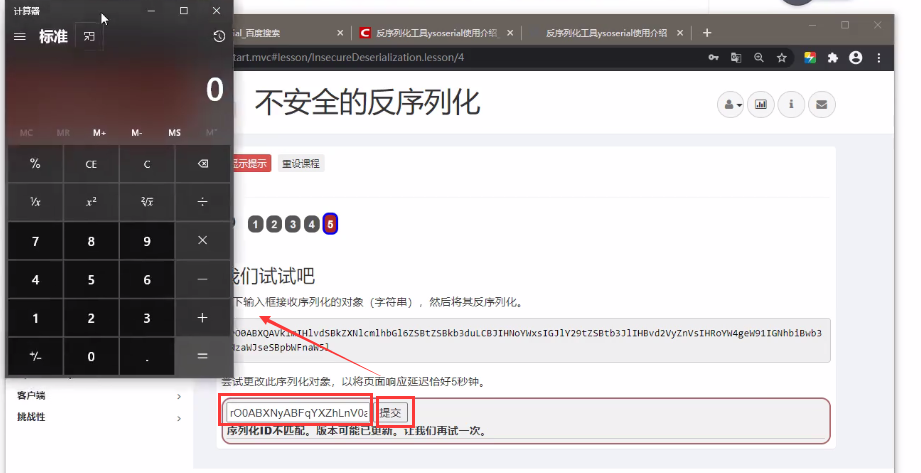 计算器
标准
0
MC MR M+ M- MS M˅
% CE C
¹/x x² ²√x ÷
7 8 9 ×
4 5 6 −
1 2 3 +
+/- 0 . =
ial_百度搜索
反序列化工具ysoserial使用介绍
反序列化工具ysoserial使用介绍
start.mvc#lesson/InsecureDeserialization.lesson/4
不安全的反序列化
显示提示
重设课程
1 2 3 4 5
我们试试吧
下输入框接收序列化的对象（字符串），然后将其反序列化。
尝试更改此序列化对象，以将页面响应延迟恰好5秒钟。
rO0ABXNyABFqYXZhLnV0a
提交
序列化ID不匹配。版本可能已更新。让我们再试一次。
客户端
挑战性